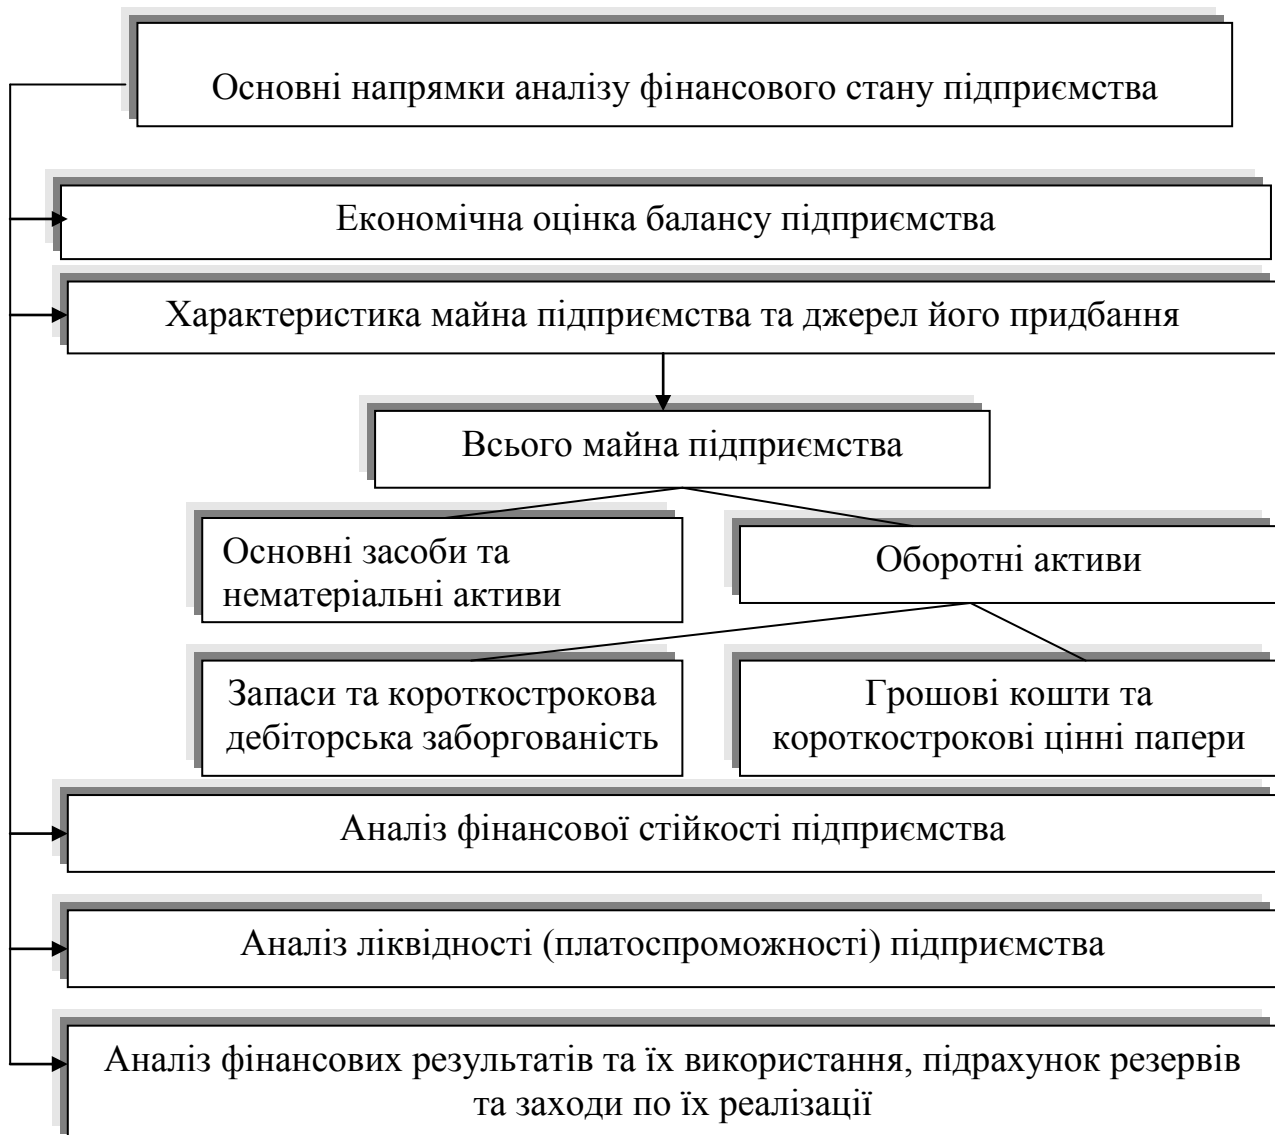 Основні напрямки аналізу фінансового стану підприємства
Економічна оцінка балансу підприємства
Характеристика майна підприємства та джерел його придбання
Всього майна підприємства
Основні засоби та
нематеріальні активи
Оборотні активи
Запаси та короткострокова
дебіторська заборгованість
Грошові кошти та
короткострокові цінні папери
Аналіз фінансової стійкості підприємства
Аналіз ліквідності (платоспроможності) підприємства
Аналіз фінансових результатів та їх використання, підрахунок резервів
та заходи по їх реалізації